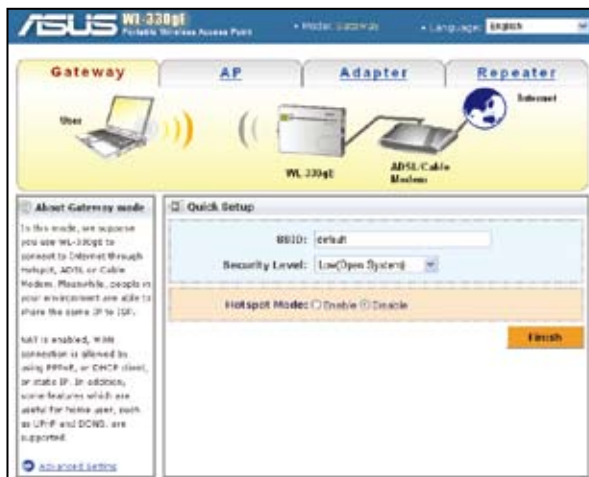 ASUS WL-330gE
Portable Wireless Access Point
• Mode: Gateway
• Language: English
Gateway
AP
Adapter
Repeater
User
WL-330gE
ADSL/Cable
Modem
Internet
About Gateway mode
In this mode, we suppose
you use WL-330gE to
connect to Internet through
Hotspot, ADSL or Cable
Modem. Meanwhile, people in
your environment are able to
share the same IP to ISP.
NAT is enabled, WAN
connection is allowed by
using PPPoE, or DHCP client,
or static IP. In addition,
some features which are
useful for home user, such
as UPnP and DDNS, are
supported.
Advanced Setting
Quick Setup
SSID: default
Security Level: Low(Open System)
Hotspot Mode: Enable Disable
Finish